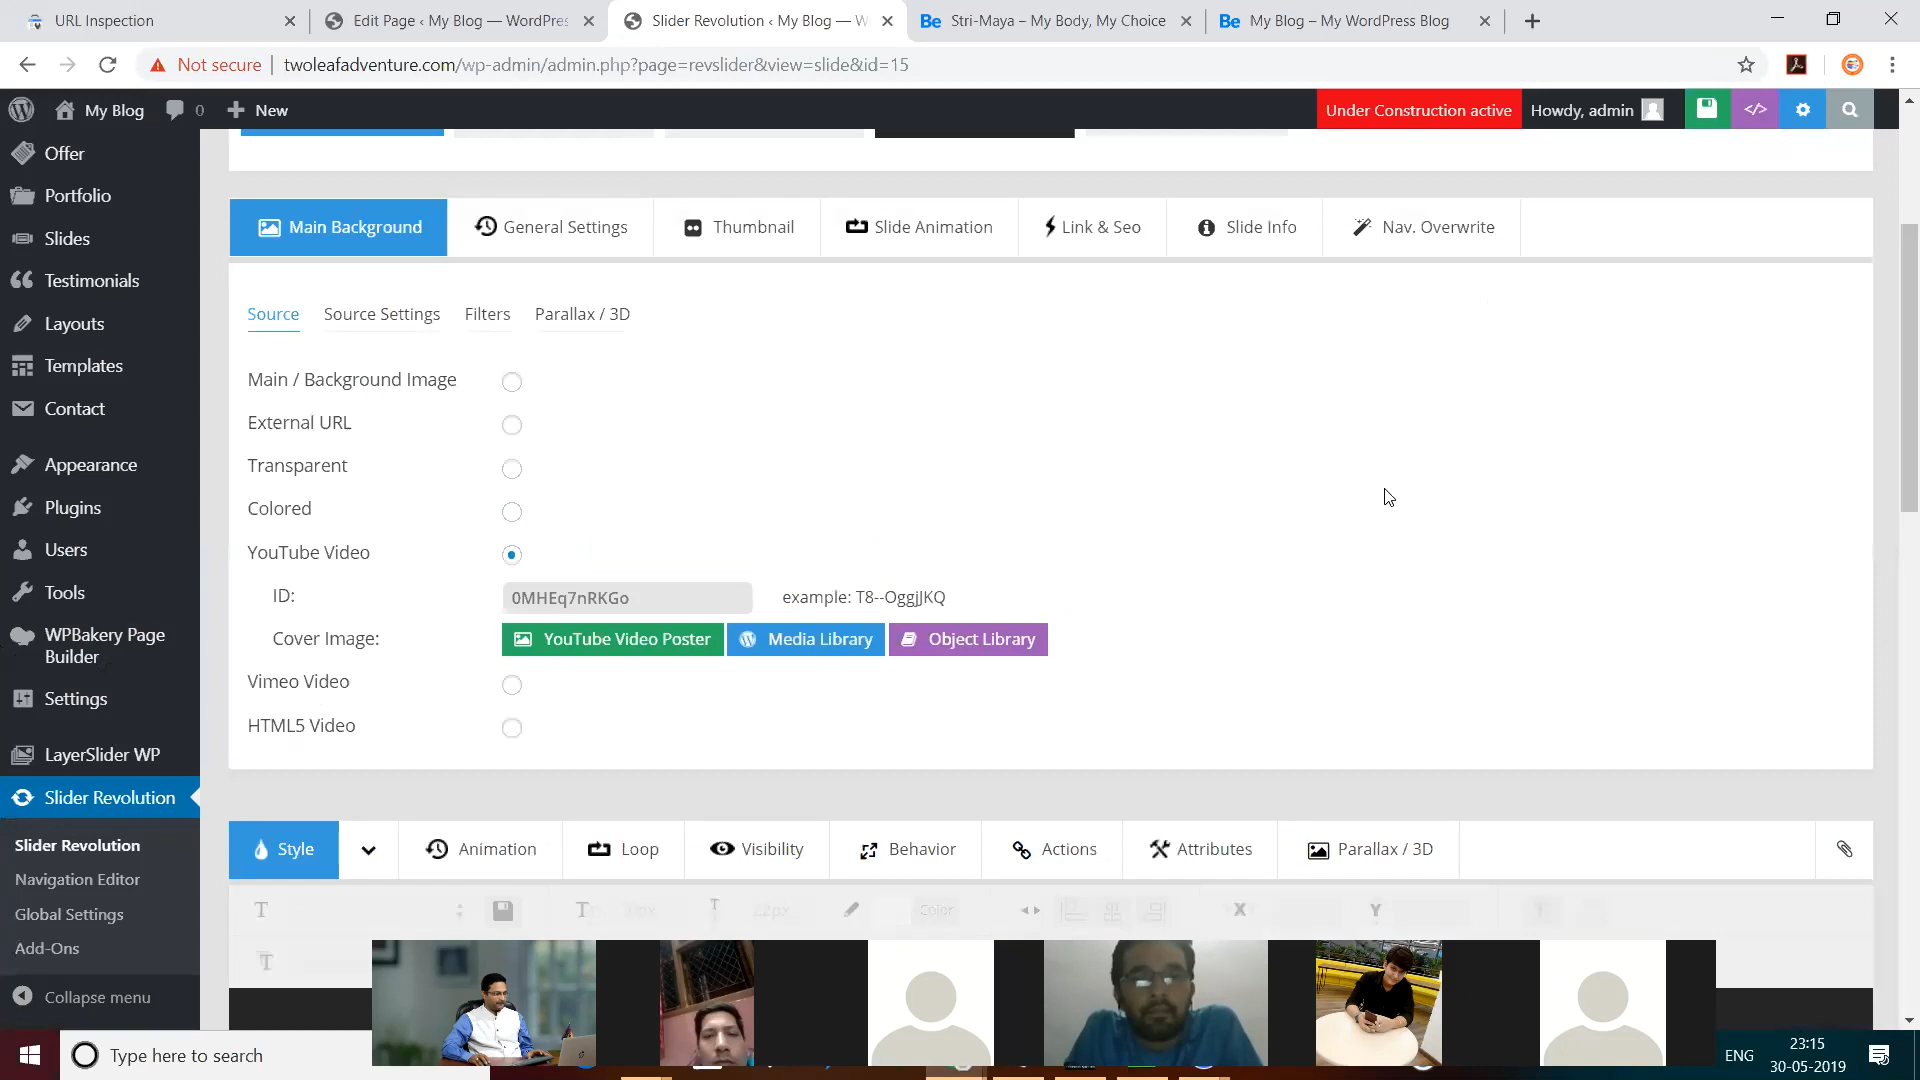 URL Inspection
Edit Page ‹ My Blog — WordPres
Slider Revolution ‹ My Blog — W
Be Stri-Maya – My Body, My Choice
Be My Blog – My WordPress Blog
Not secure twoleafadventure.com/wp-admin/admin.php?page=revslider&view=slide&id=15
My Blog 0 New
Under Construction active Howdy, admin
Offer
Portfolio
Slides
Testimonials
Layouts
Templates
Contact
Appearance
Plugins
Users
Tools
WPBakery Page
Builder
Settings
LayerSlider WP
Slider Revolution
Slider Revolution
Navigation Editor
Global Settings
Add-Ons
Collapse menu
Main Background General Settings Thumbnail Slide Animation Link & Seo Slide Info Nav. Overwrite
Source Source Settings Filters Parallax / 3D
Main / Background Image
External URL
Transparent
Colored
YouTube Video
ID: 0MHEq7nRKGo example: T8--OggjJKQ
Cover Image: YouTube Video Poster Media Library Object Library
Vimeo Video
HTML5 Video
Style Animation Loop Visibility Behavior Actions Attributes Parallax / 3D
Color X Y
Type here to search
ENG
23:15
30-05-2019